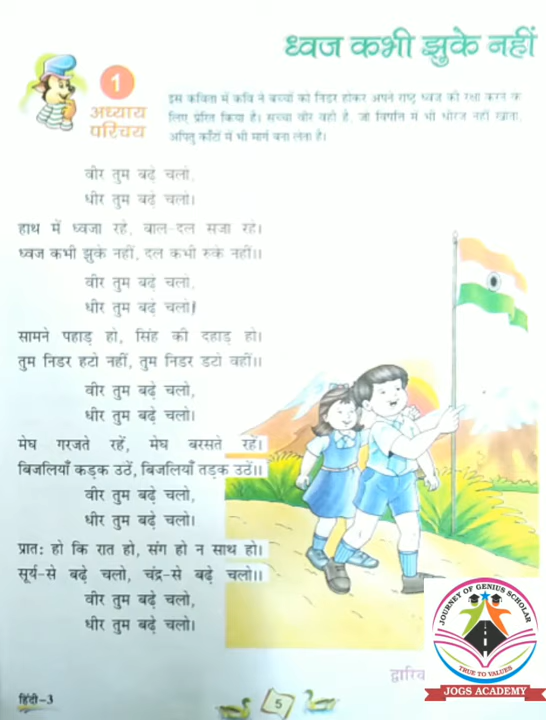 ध्वज कभी झुके नहीं
1
अध्याय
परिचय
इस कविता में कवि ने बच्चों को निडर होकर अपने राष्ट्र ध्वज की रक्षा करने के
लिए प्रेरित किया है। सच्चा वीर वही है, जो विपत्ति में भी धीरज नहीं खोता,
अपितु काँटों में भी मार्ग बना लेता है।
वीर तुम बढ़े चलो,
धीर तुम बढ़े चलो।
हाथ में ध्वजा रहे, बाल-दल सजा रहे।
ध्वज कभी झुके नहीं, दल कभी रुके नहीं।।
वीर तुम बढ़े चलो,
धीर तुम बढ़े चलो।
सामने पहाड़ हो, सिंह की दहाड़ हो।
तुम निडर हटो नहीं, तुम निडर डटो वहीं।।
वीर तुम बढ़े चलो,
धीर तुम बढ़े चलो।
मेघ गरजते रहें, मेघ बरसते रहें।
बिजलियाँ कड़क उठें, बिजलियाँ तड़क उठें।।
वीर तुम बढ़े चलो,
धीर तुम बढ़े चलो।
प्रातः हो कि रात हो, संग हो न साथ हो।
सूर्य-से बढ़े चलो, चंद्र-से बढ़े चलो।।
वीर तुम बढ़े चलो,
धीर तुम बढ़े चलो।
द्वारि
हिंदी-3
5
JOURNEY OF GENIUS SCHOLAR
TRUE TO VALUES
JOGS ACADEMY